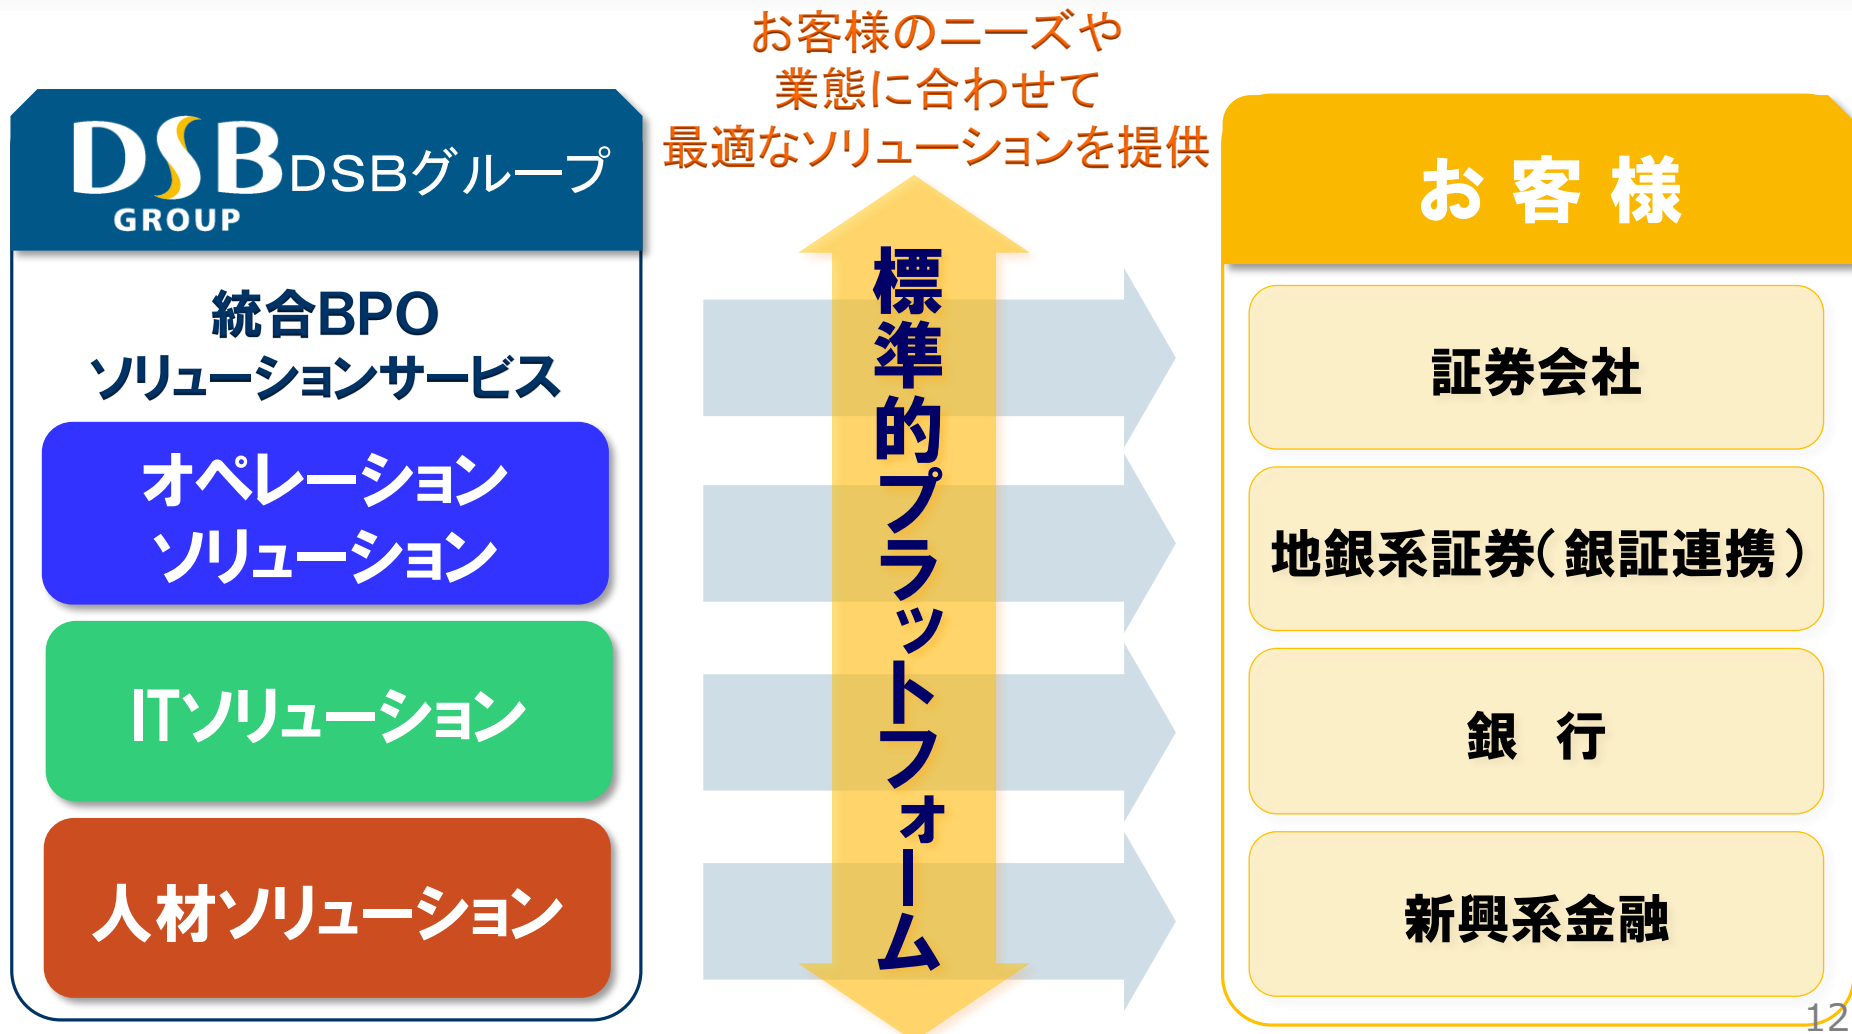 お客様のニーズや
業態に合わせて
最適なソリューションを提供
DSB
GROUP
DSBグループ
統合BPO
ソリューションサービス
オペレーション
ソリューション
ITソリューション
人材ソリューション
標準的プラットフォーム
お客様
証券会社
地銀系証券(銀証連携)
銀 行
新興系金融
12